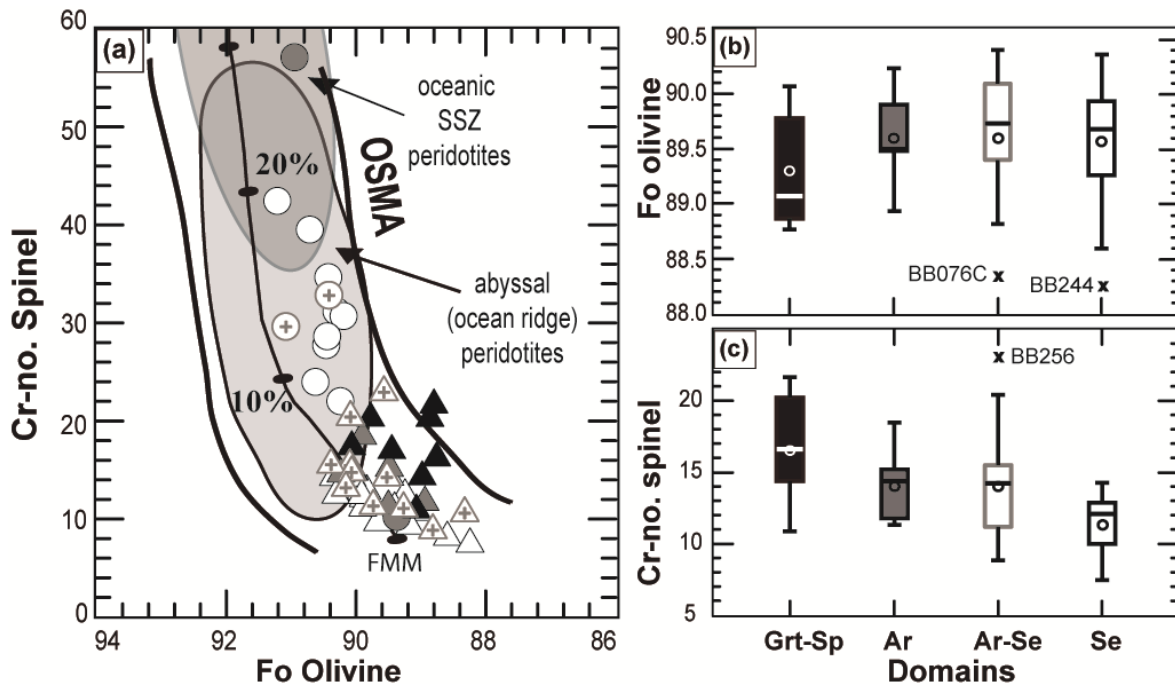 (a)
60
50
40
30
20
10
0
Cr-no. Spinel
94
92
90
88
86
Fo Olivine
oceanic
SSZ
peridotites
OSMA
20%
abyssal
(ocean ridge)
peridotites
10%
FMM
(b)
90.5
90.0
89.5
89.0
88.0
Fo olivine
BB076C
BB244
(c)
20
15
10
5
Cr-no. spinel
BB256
Grt-Sp
Ar
Ar-Se
Se
Domains